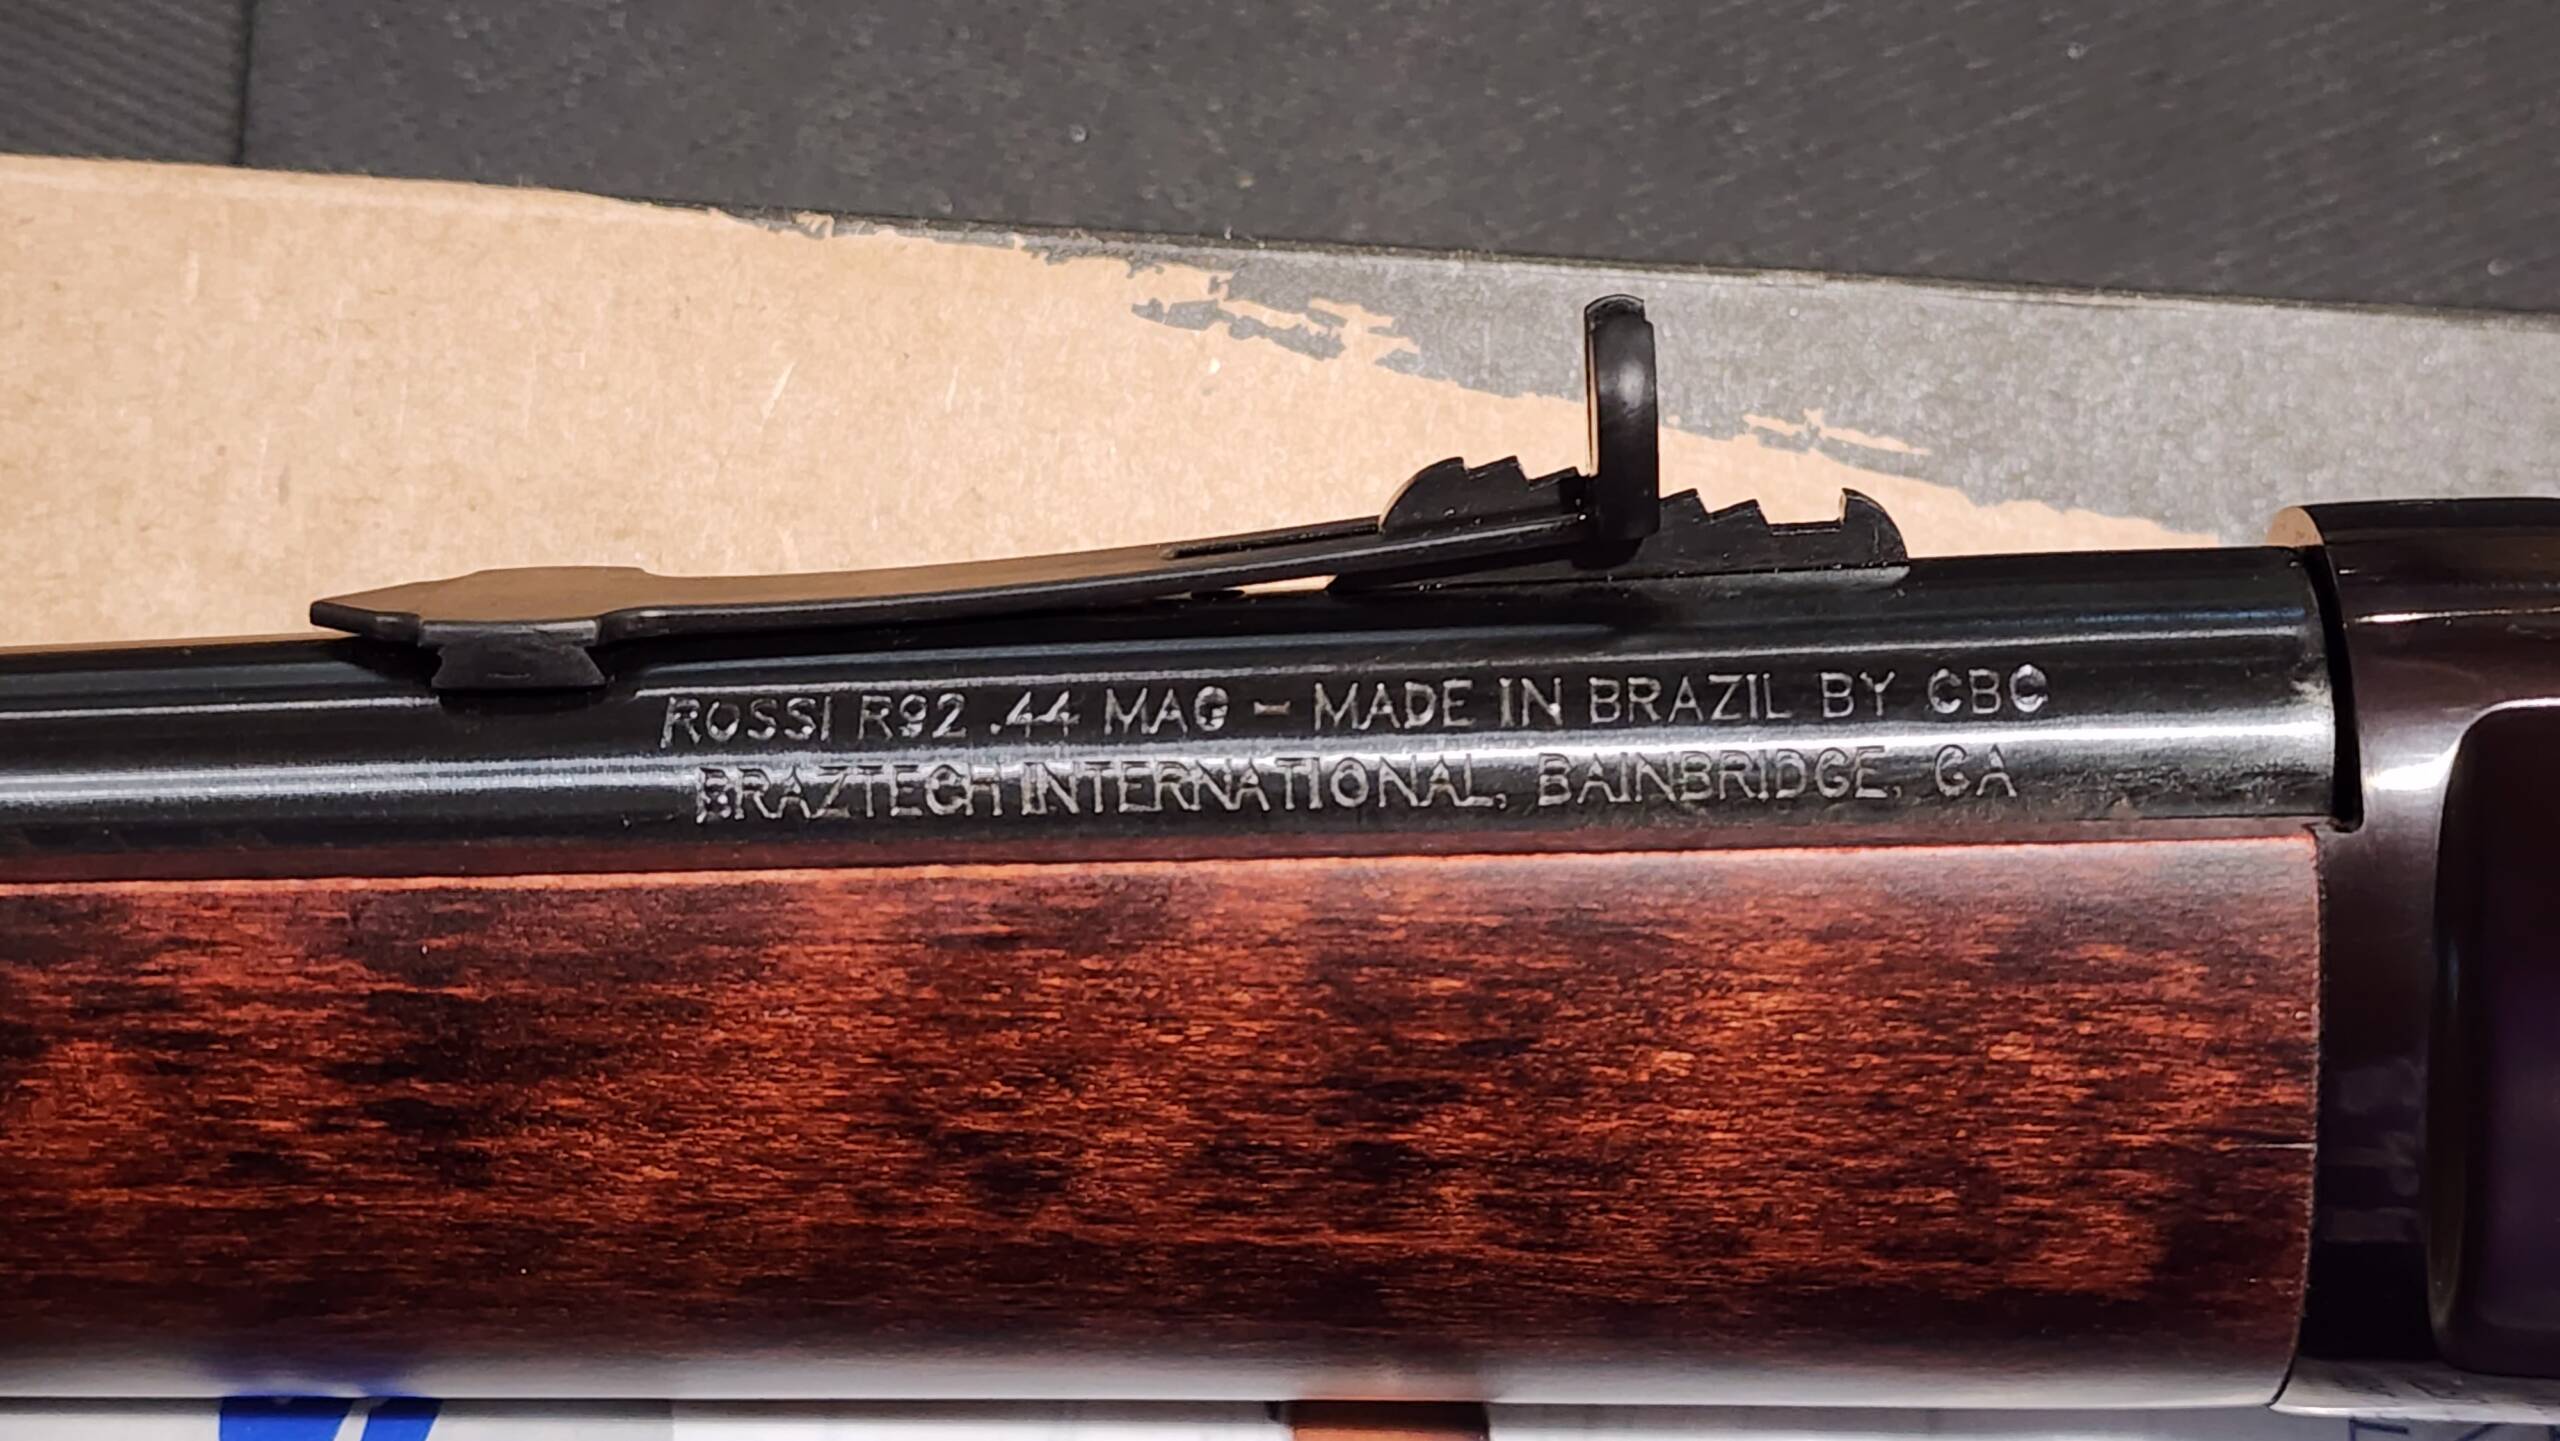 ROSSI R92 .44 MAG - MADE IN BRAZIL BY CBC
BRAZTECH INTERNATIONAL, BAINBRIDGE, GA